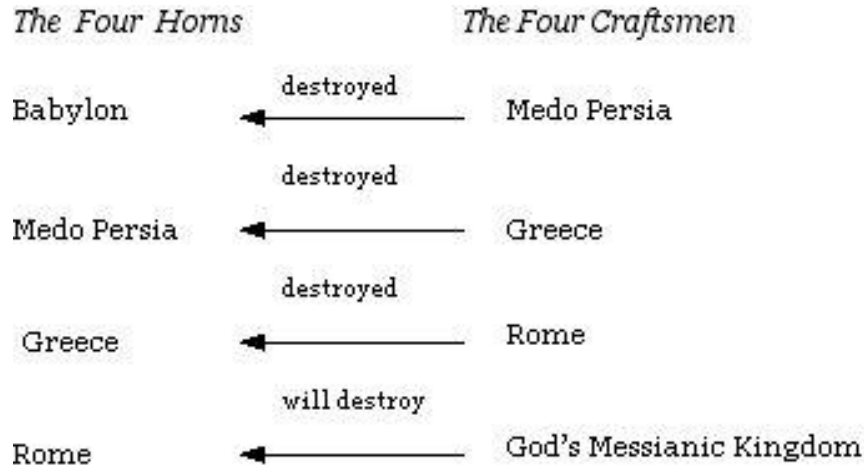 The Four Horns The Four Craftsmen
destroyed
Babylon Medo Persia
destroyed
Medo Persia Greece
destroyed
Greece Rome
will destroy
Rome God's Messianic Kingdom